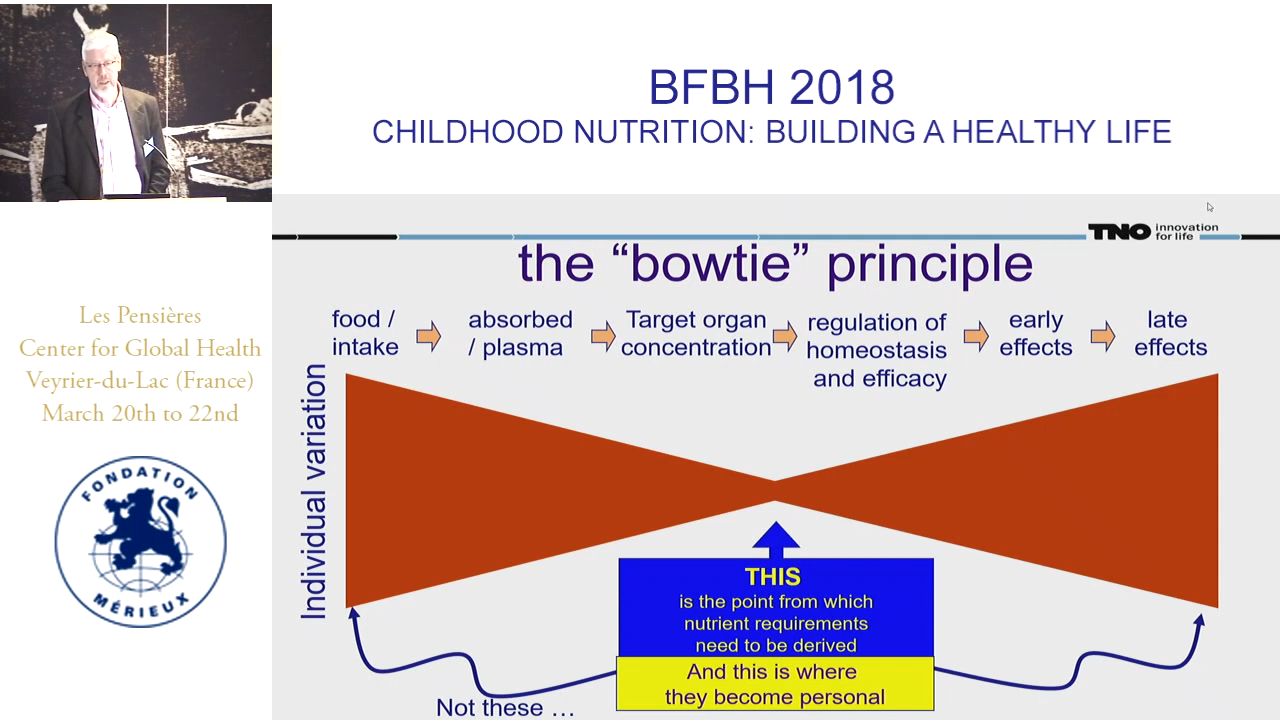 BFBH 2018
CHILDHOOD NUTRITION: BUILDING A HEALTHY LIFE
Les Pensières
Center for Global Health
Veyrier-du-Lac (France)
March 20th to 22nd
FONDATION
MÉRIEUX
TNO innovation
for life
the “bowtie” principle
food /
intake
absorbed
/ plasma
Target organ
concentration
regulation of
homeostasis
and efficacy
early
effects
late
effects
Individual variation
THIS
is the point from which
nutrient requirements
need to be derived
And this is where
they become personal
Not these …